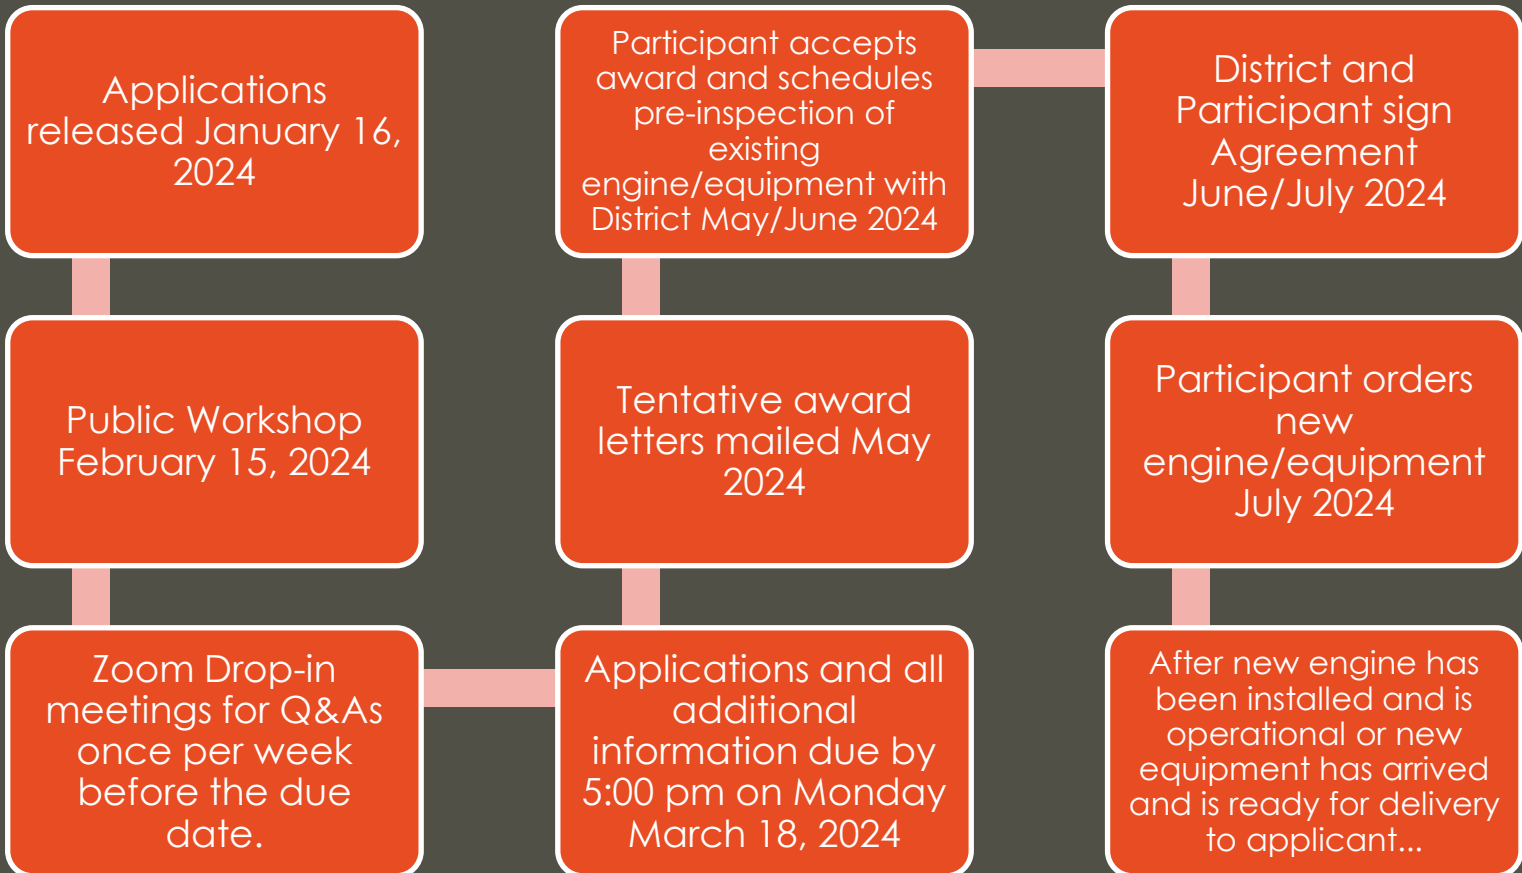 Applications
released January 16,
2024
Public Workshop
February 15, 2024
Zoom Drop-in
meetings for Q&As
once per week
before the due
date.
Applications and all
additional
information due by
5:00 pm on Monday
March 18, 2024
Tentative award
letters mailed May
2024
Participant accepts
award and schedules
pre-inspection of
existing
engine/equipment with
District May/June 2024
District and
Participant sign
Agreement
June/July 2024
Participant orders
new
engine/equipment
July 2024
After new engine has
been installed and is
operational or new
equipment has arrived
and is ready for delivery
to applicant...